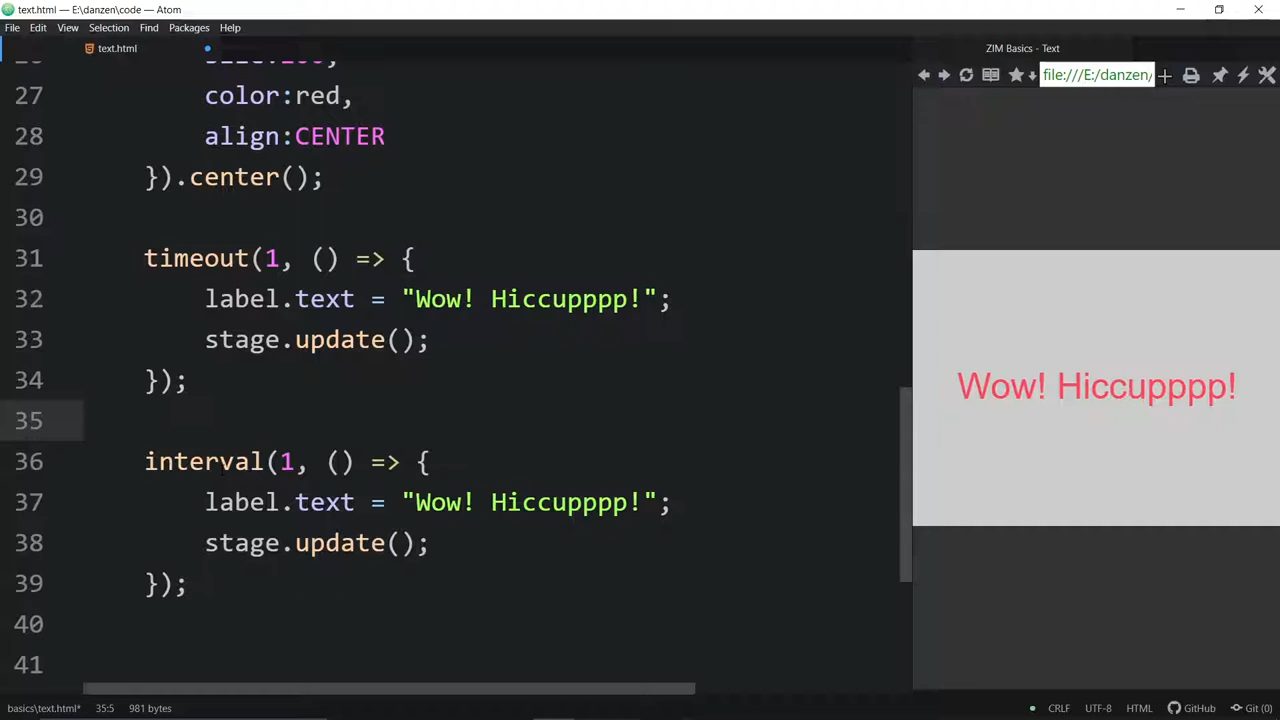 text.html — E:\danzen\code — Atom
File Edit View Selection Find Packages Help
text.html
ZIM Basics - Text
file:///E:/danzen/
27 color:red,
28 align:CENTER
29 }).center();
30
31 timeout(1, () => {
32 label.text = "Wow! Hiccupppp!";
33 stage.update();
34 });
35
36 interval(1, () => {
37 label.text = "Wow! Hiccupppp!";
38 stage.update();
39 });
40
41
Wow! Hiccupppp!
basics\text.html* 35:5 981 bytes
CRLF UTF-8 HTML GitHub Git (0)